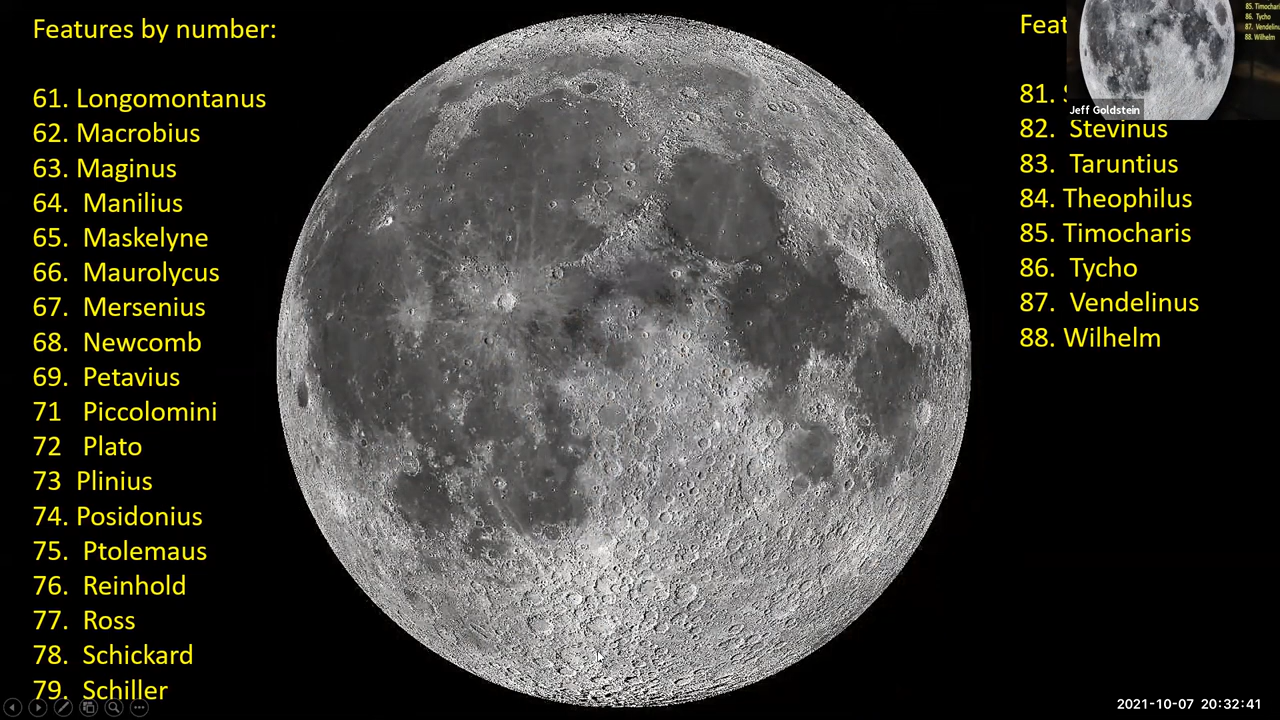 Features by number:
61. Longomontanus
62. Macrobius
63. Maginus
64. Manilius
65. Maskelyne
66. Maurolycus
67. Mersenius
68. Newcomb
69. Petavius
71 Piccolomini
72 Plato
73 Plinius
74. Posidonius
75. Ptolemaus
76. Reinhold
77. Ross
78. Schickard
79. Schiller
Feat
81. S
82. Stevinus
83. Taruntius
84. Theophilus
85. Timocharis
86. Tycho
87. Vendelinus
88. Wilhelm
85. Timochari
86. Tycho
87. Vendelinu
88. Wilhelm
Jeff Goldstein
2021-10-07 20:32:41